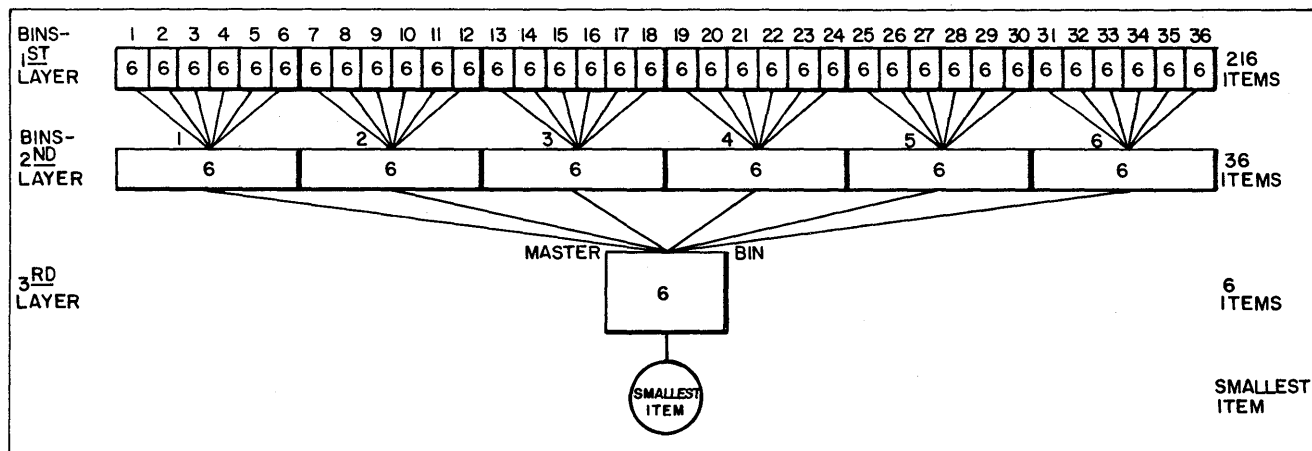 BINS- 1 2 3 4 5 6 7 8 9 10 11 12 13 14 15 16 17 18 19 20 21 22 23 24 25 26 27 28 29 30 31 32 33 34 35 36
1ST LAYER 6 6 6 6 6 6 6 6 6 6 6 6 6 6 6 6 6 6 6 6 6 6 6 6 6 6 6 6 6 6 6 6 6 6 6 6 216 ITEMS
BINS- 1 2 3 4 5 6
2ND LAYER 6 6 6 6 6 6 36 ITEMS
MASTER BIN
3RD LAYER 6 6 ITEMS
SMALLEST ITEM SMALLEST ITEM